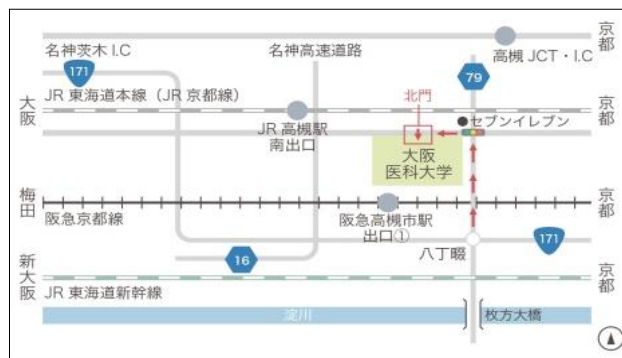 京都
名神茨木I.C
名神高速道路
高槻JCT・I.C
171
79
大阪
JR東海道本線（JR京都線）
北門
京都
●セブンイレブン
JR高槻駅
南出口
大阪
医科大学
梅田
京都
阪急京都線
阪急高槻市駅
出口①
171
八丁畷
16
新大阪
京都
JR東海道新幹線
淀川
枚方大橋